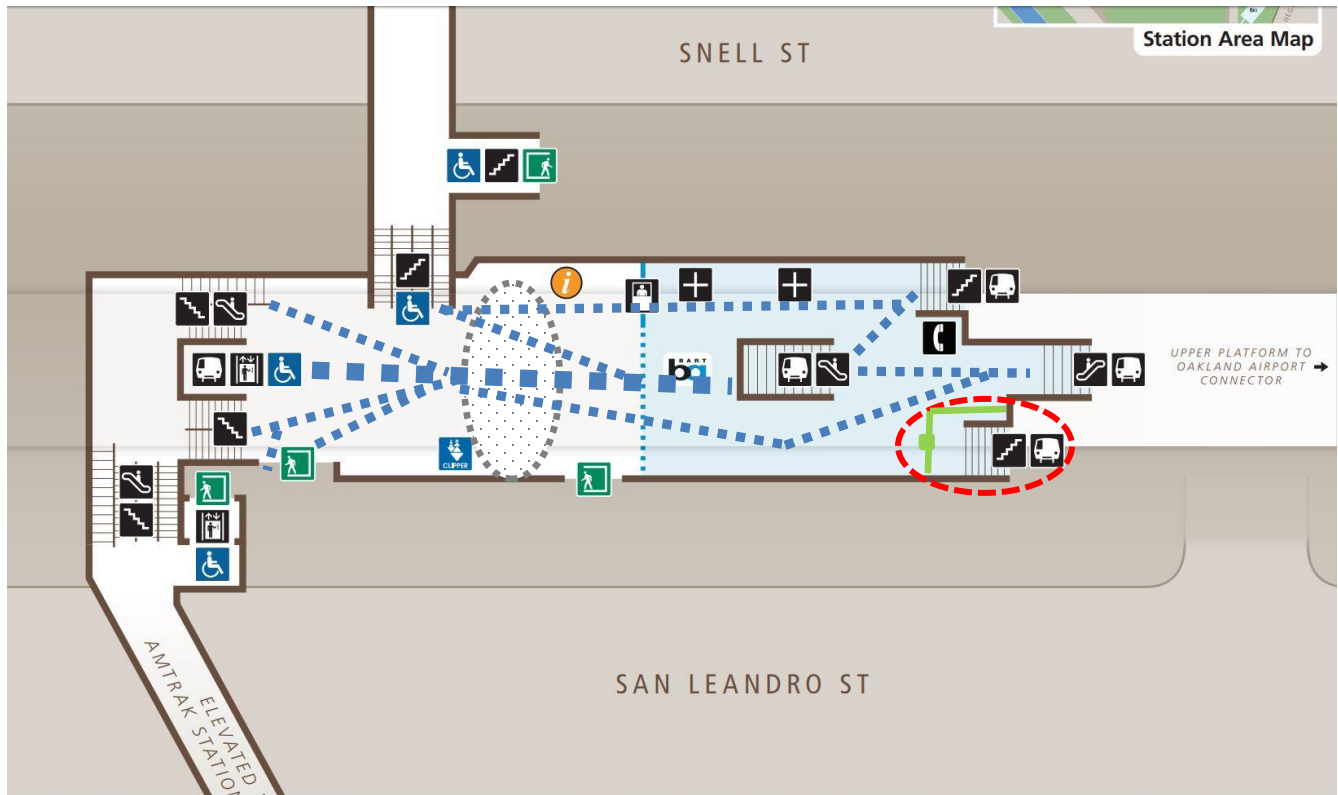 Station Area Map
SNELL ST
i
BART
ba
UPPER PLATFORM TO
OAKLAND AIRPORT
CONNECTOR
CLIPPER
SAN LEANDRO ST
ELEVATED
AMTRAK STATION